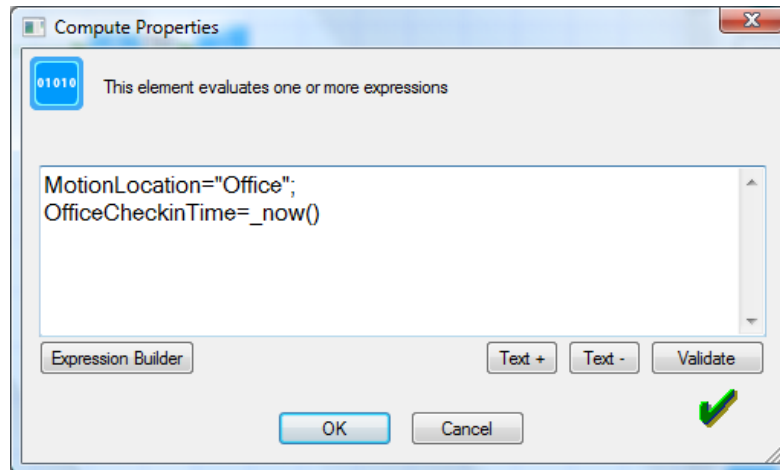 Compute Properties
01010
This element evaluates one or more expressions
MotionLocation="Office";
OfficeCheckinTime=_now()
Expression Builder
Text +
Text -
Validate
OK
Cancel